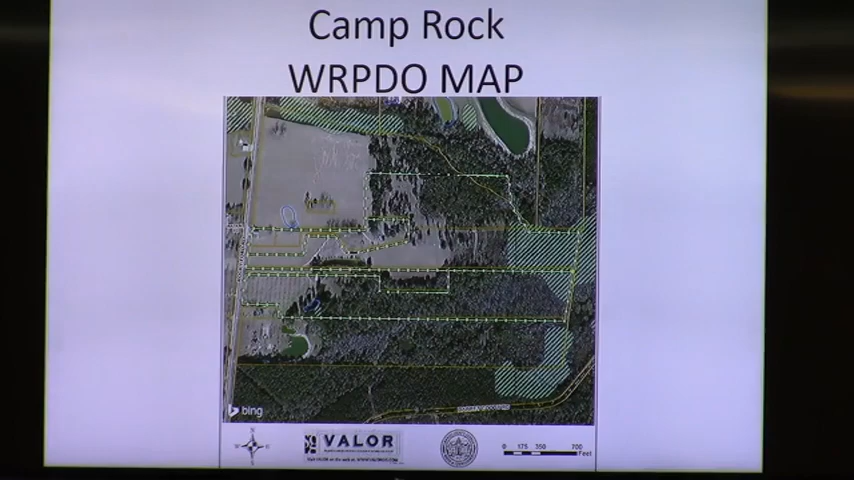 Camp Rock
WRPDO MAP
bing
VALOR
0 175 350 700
Feet